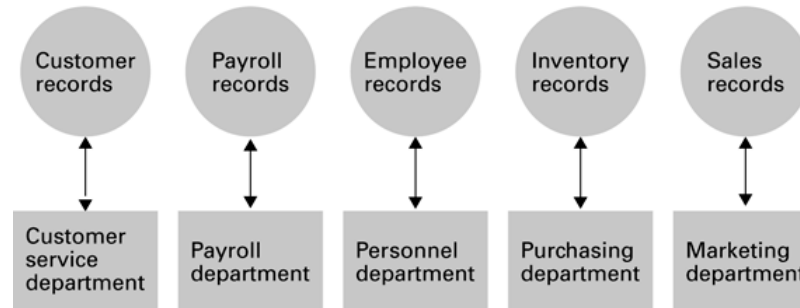 Customer
records
Payroll
records
Employee
records
Inventory
records
Sales
records
Customer
service
department
Payroll
department
Personnel
department
Purchasing
department
Marketing
department